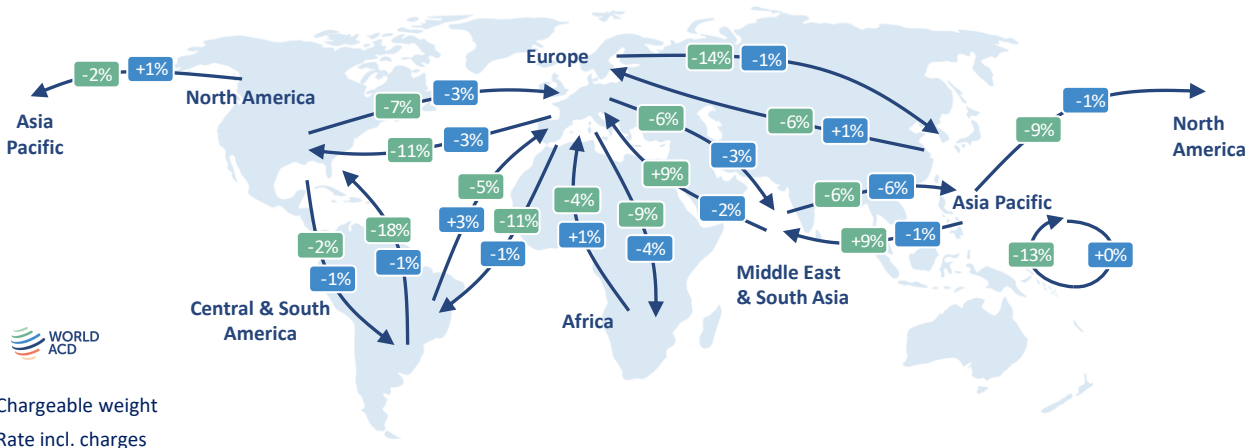 -2%
+1%
Asia
Pacific
North America
-7%
-3%
-3%
-11%
Europe
-14%
-1%
-6%
+1%
-6%
-3%
+9%
-2%
-5%
+3%
-11%
-1%
-4%
+1%
-9%
-4%
-2%
-1%
-18%
-1%
Central & South
America
Africa
Middle East
& South Asia
-6%
-6%
+9%
-1%
Asia Pacific
-9%
-1%
North
America
-13%
+0%
WORLD
ACD
Chargeable weight
Rate incl. charges